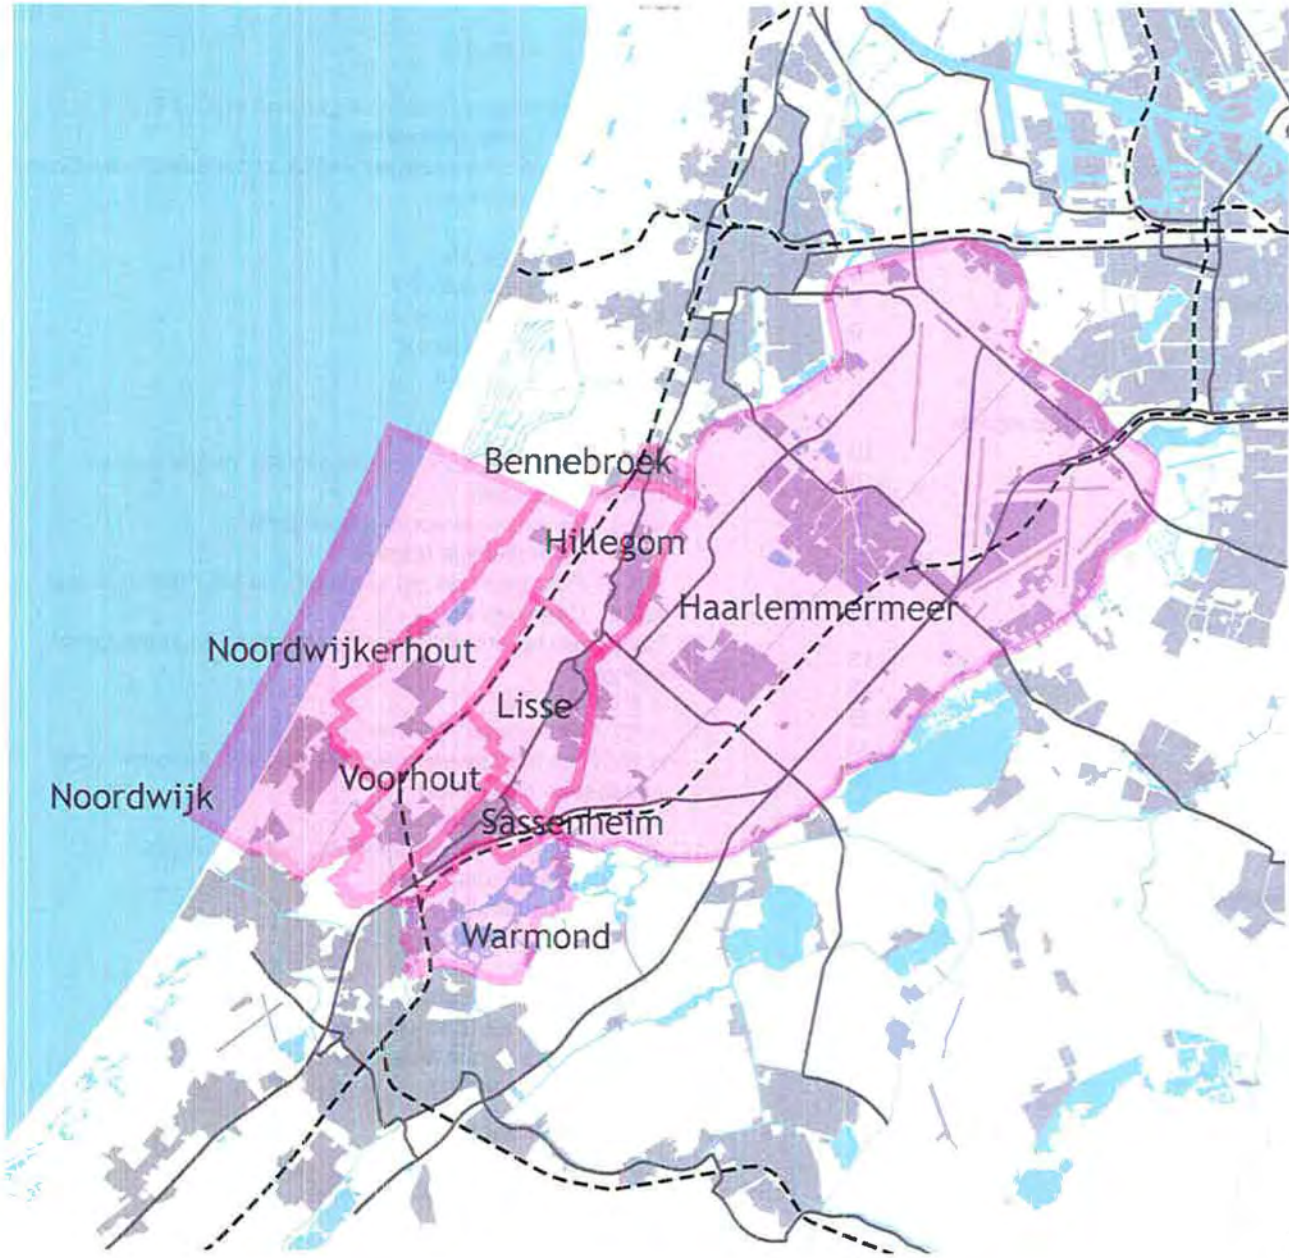 Bennebroek
Hillegom
Haarlemmermeer
Noordwijkerhout
Lisse
Voorhout
Noordwijk
Sassenheim
Warmond